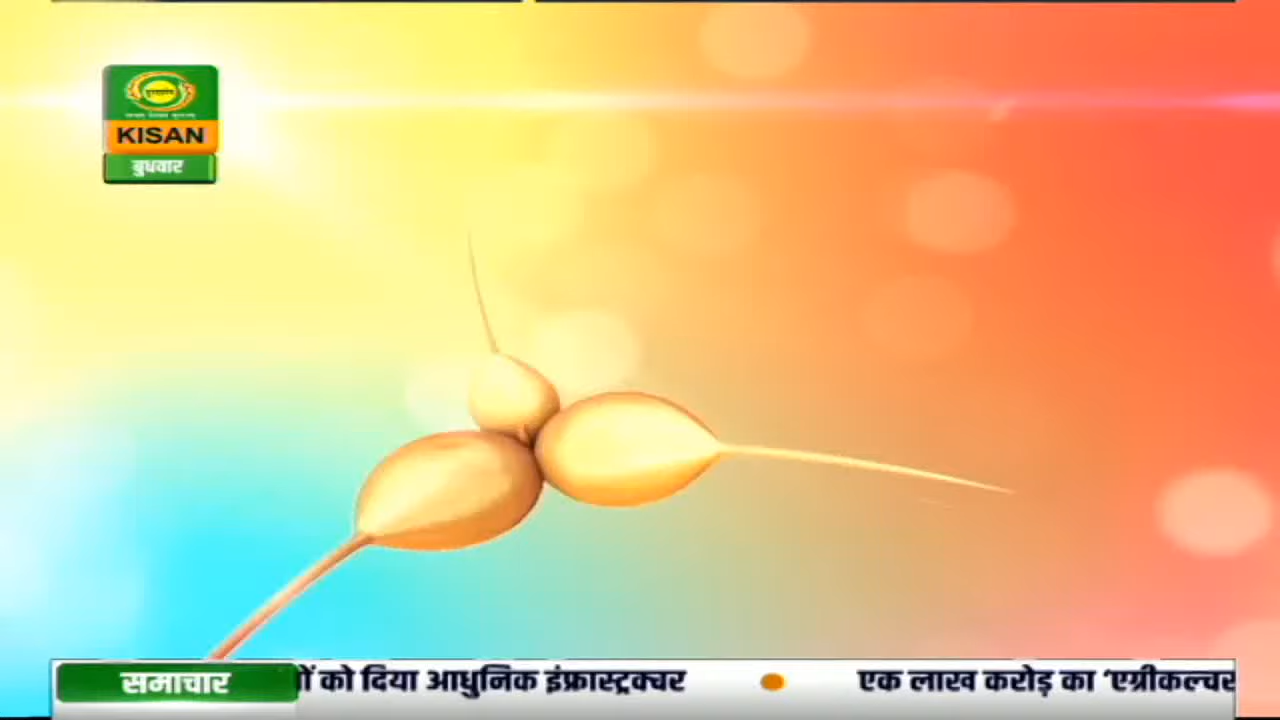 KISAN
बुधवार
समाचार
ों को दिया आधुनिक इंफ्रास्ट्रक्चर
एक लाख करोड़ का ‘एग्रीकल्चर